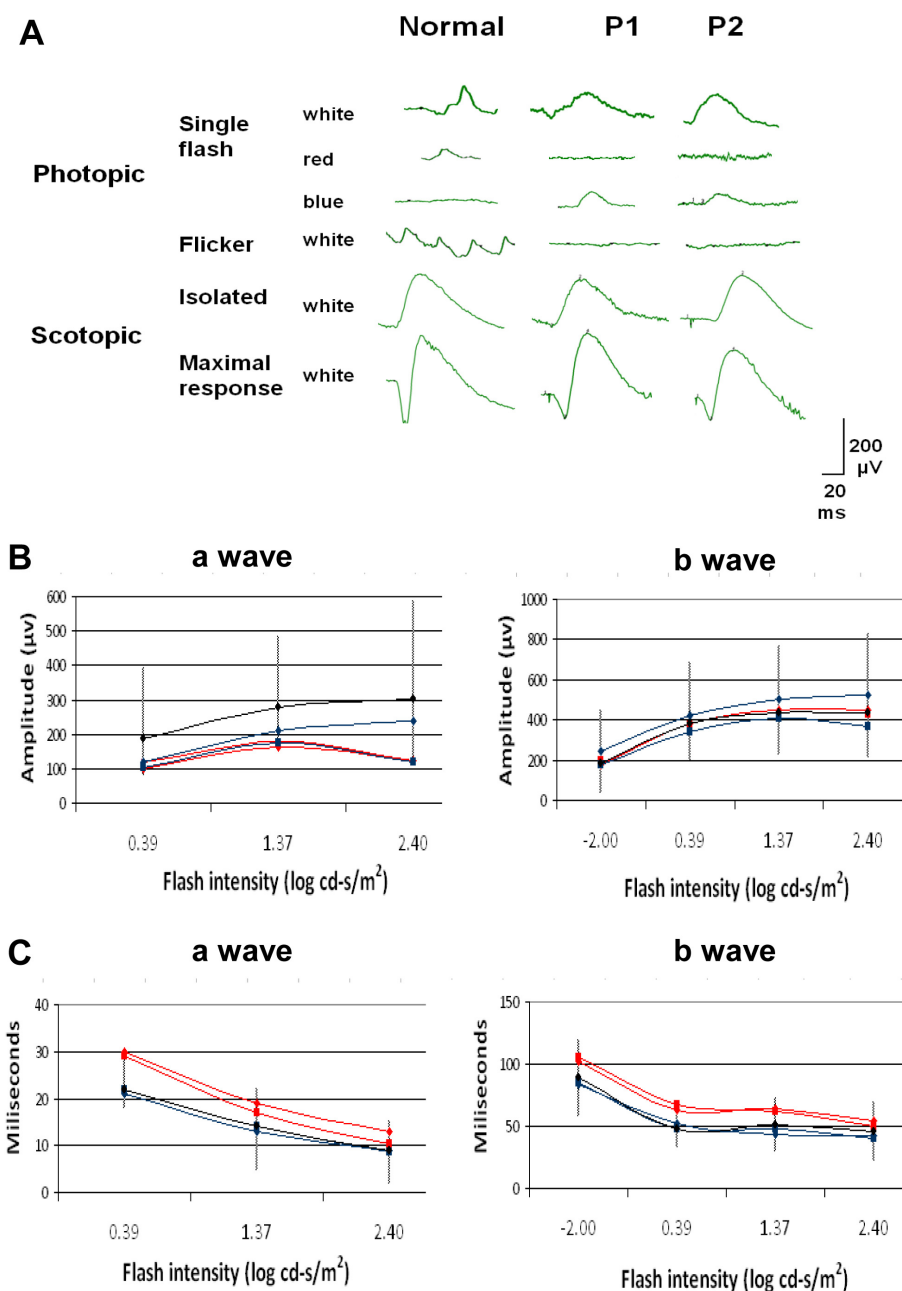 A
Normal P1 P2
Photopic
Single flash
white
red
blue
Flicker
white
Scotopic
Isolated
white
Maximal response
white
200 µV
20 ms
B
a wave
Amplitude (µv)
600
500
400
300
200
100
0
0.39 1.37 2.40
Flash intensity (log cd-s/m²)
b wave
Amplitude (µv)
1000
800
600
400
200
0
-2.00 0.39 1.37 2.40
Flash intensity (log cd-s/m²)
C
a wave
Miliseconds
40
30
20
10
0
0.39 1.37 2.40
Flash intensity (log cd-s/m²)
b wave
Miliseconds
150
100
50
0
-2.00 0.39 1.37 2.40
Flash intensity (log cd-s/m²)